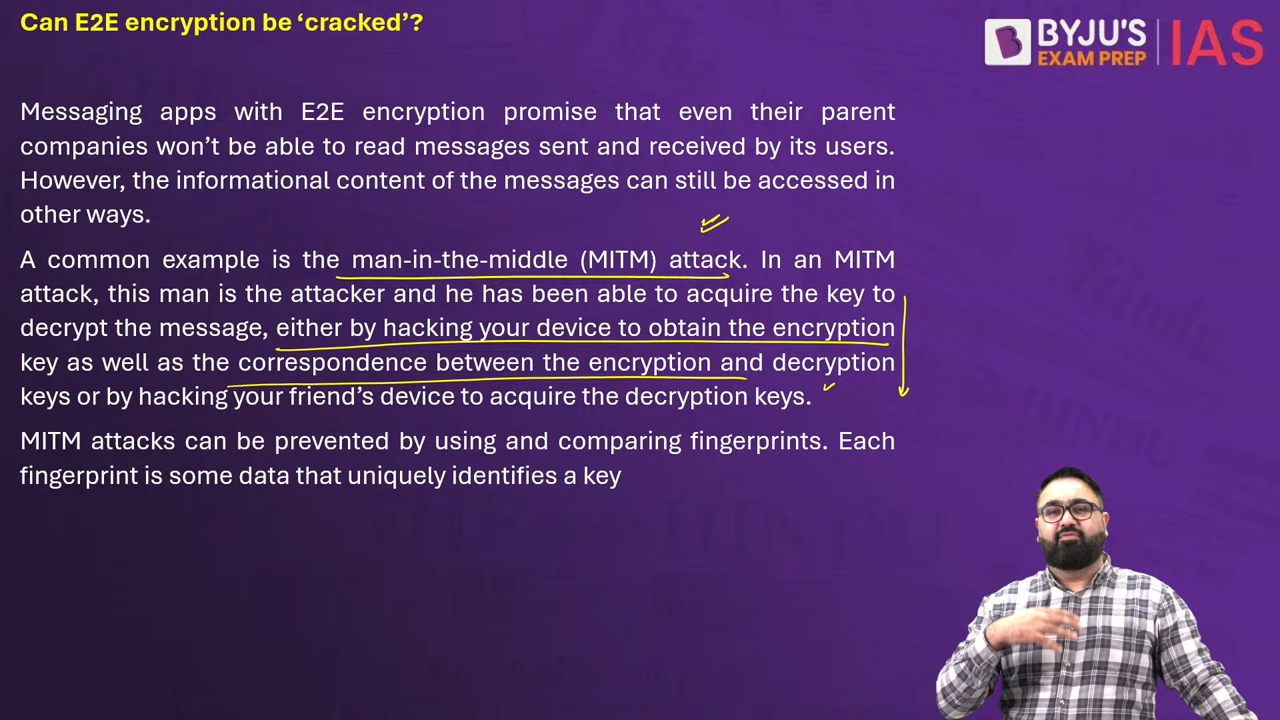 Can E2E encryption be ‘cracked’?
BYJU'S
EXAM PREP
IAS
Messaging apps with E2E encryption promise that even their parent
companies won’t be able to read messages sent and received by its users.
However, the informational content of the messages can still be accessed in
other ways.
A common example is the man-in-the-middle (MITM) attack. In an MITM
attack, this man is the attacker and he has been able to acquire the key to
decrypt the message, either by hacking your device to obtain the encryption
key as well as the correspondence between the encryption and decryption
keys or by hacking your friend’s device to acquire the decryption keys.
MITM attacks can be prevented by using and comparing fingerprints. Each
fingerprint is some data that uniquely identifies a key